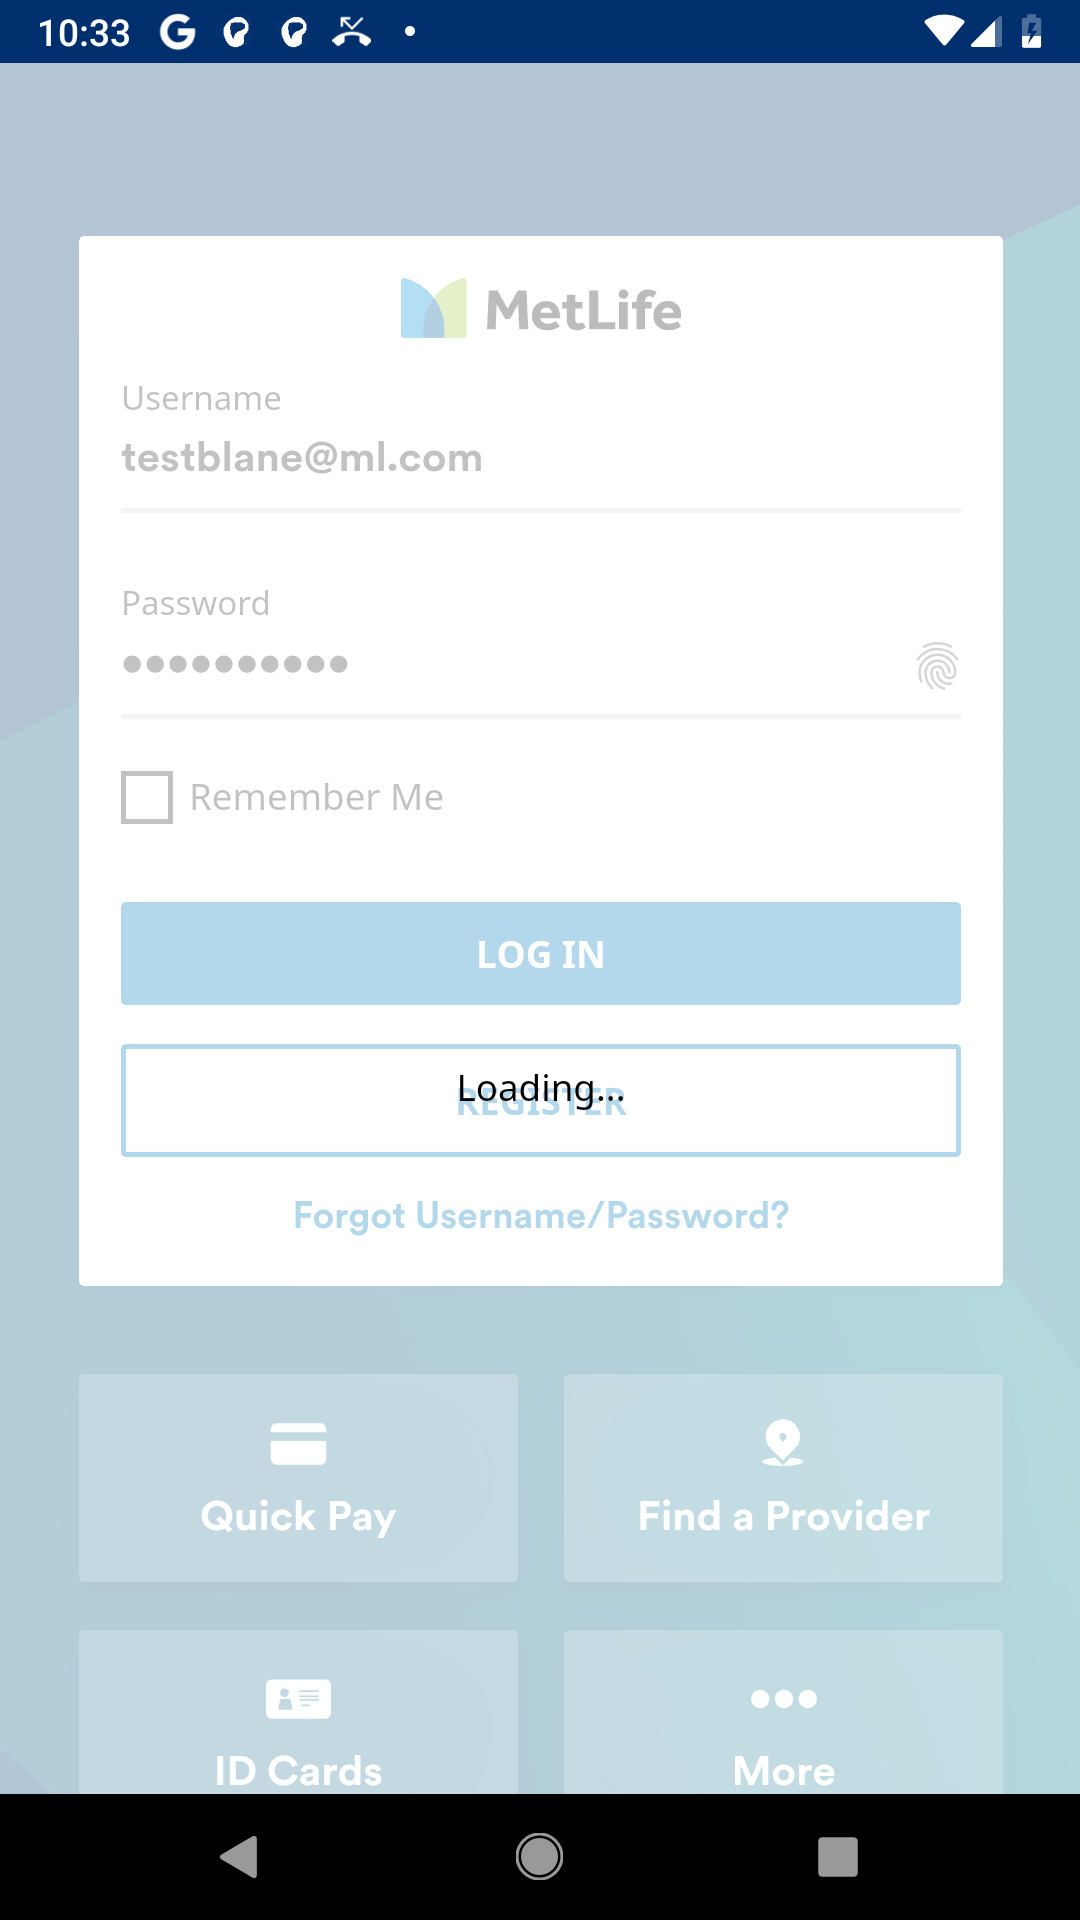 10:33
MetLife
Username
testblane@ml.com
Password
••••••••••
Remember Me
LOG IN
Loading...
REGISTER
Forgot Username/Password?
Quick Pay
Find a Provider
ID Cards
More